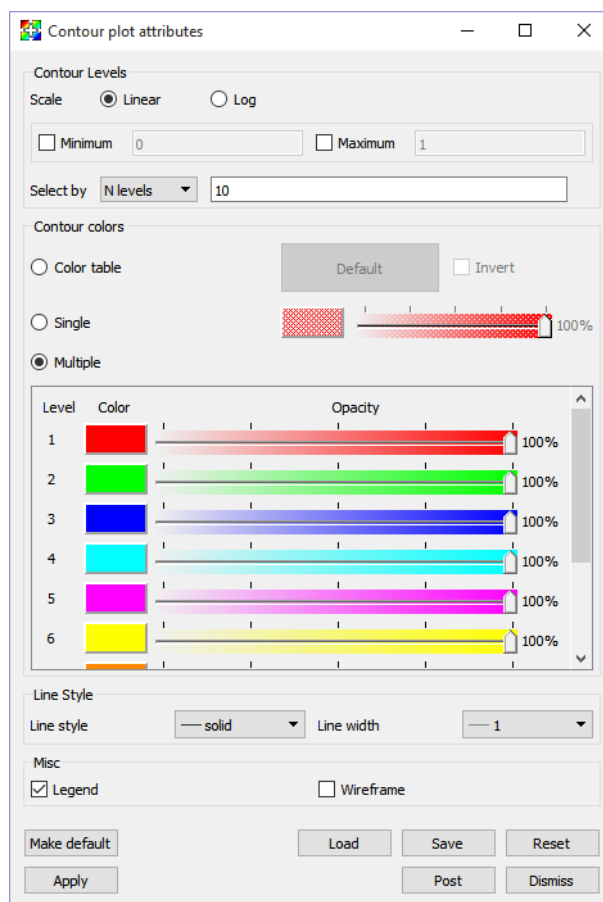 Contour plot attributes
Contour Levels
Scale Linear Log
Minimum 0 Maximum 1
Select by N levels 10
Contour colors
Color table Default Invert
Single 100%
Multiple
Level Color Opacity
1 100%
2 100%
3 100%
4 100%
5 100%
6 100%
Line Style
Line style solid Line width 1
Misc
Legend Wireframe
Make default Load Save Reset
Apply Post Dismiss